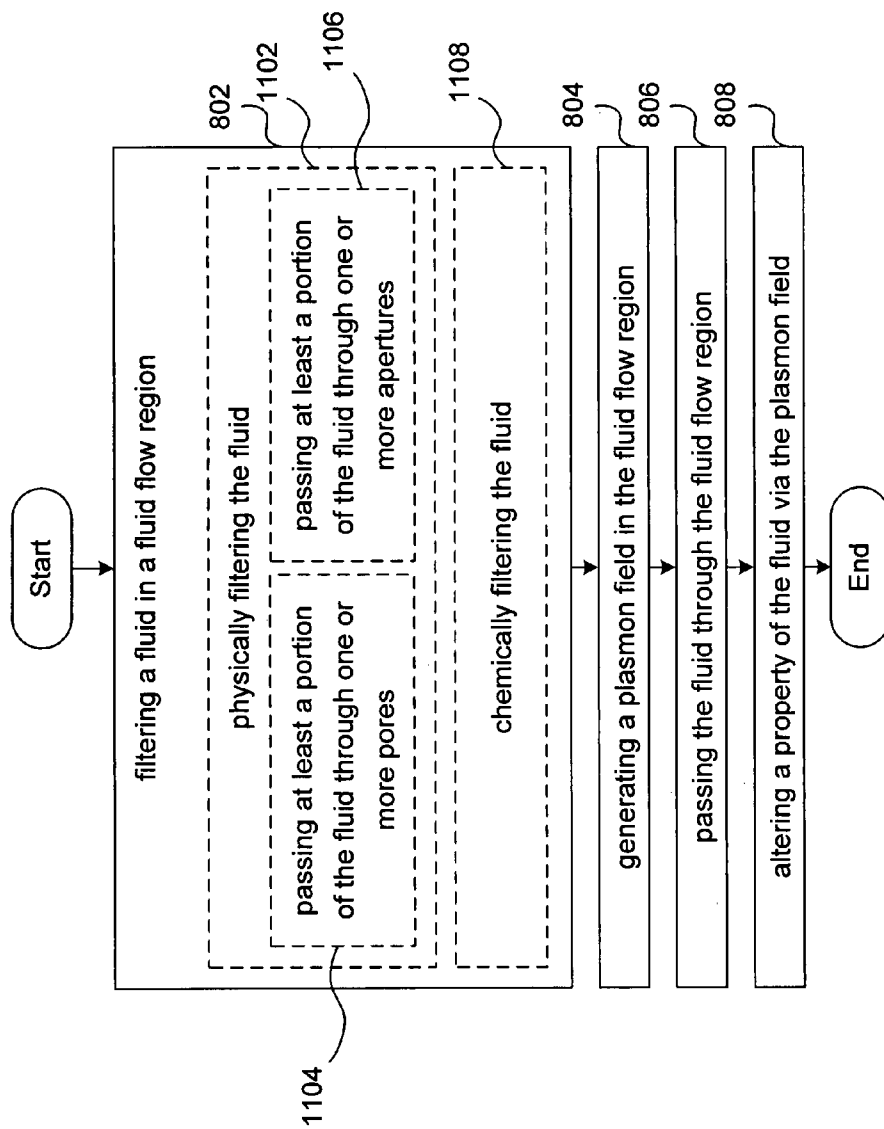 Start
filtering a fluid in a fluid flow region
802
physically filtering the fluid
1102
passing at least a portion
of the fluid through one or
more pores
1104
passing at least a portion
of the fluid through one or
more apertures
1106
chemically filtering the fluid
1108
generating a plasmon field in the fluid flow region
804
passing the fluid through the fluid flow region
806
altering a property of the fluid via the plasmon field
808
End